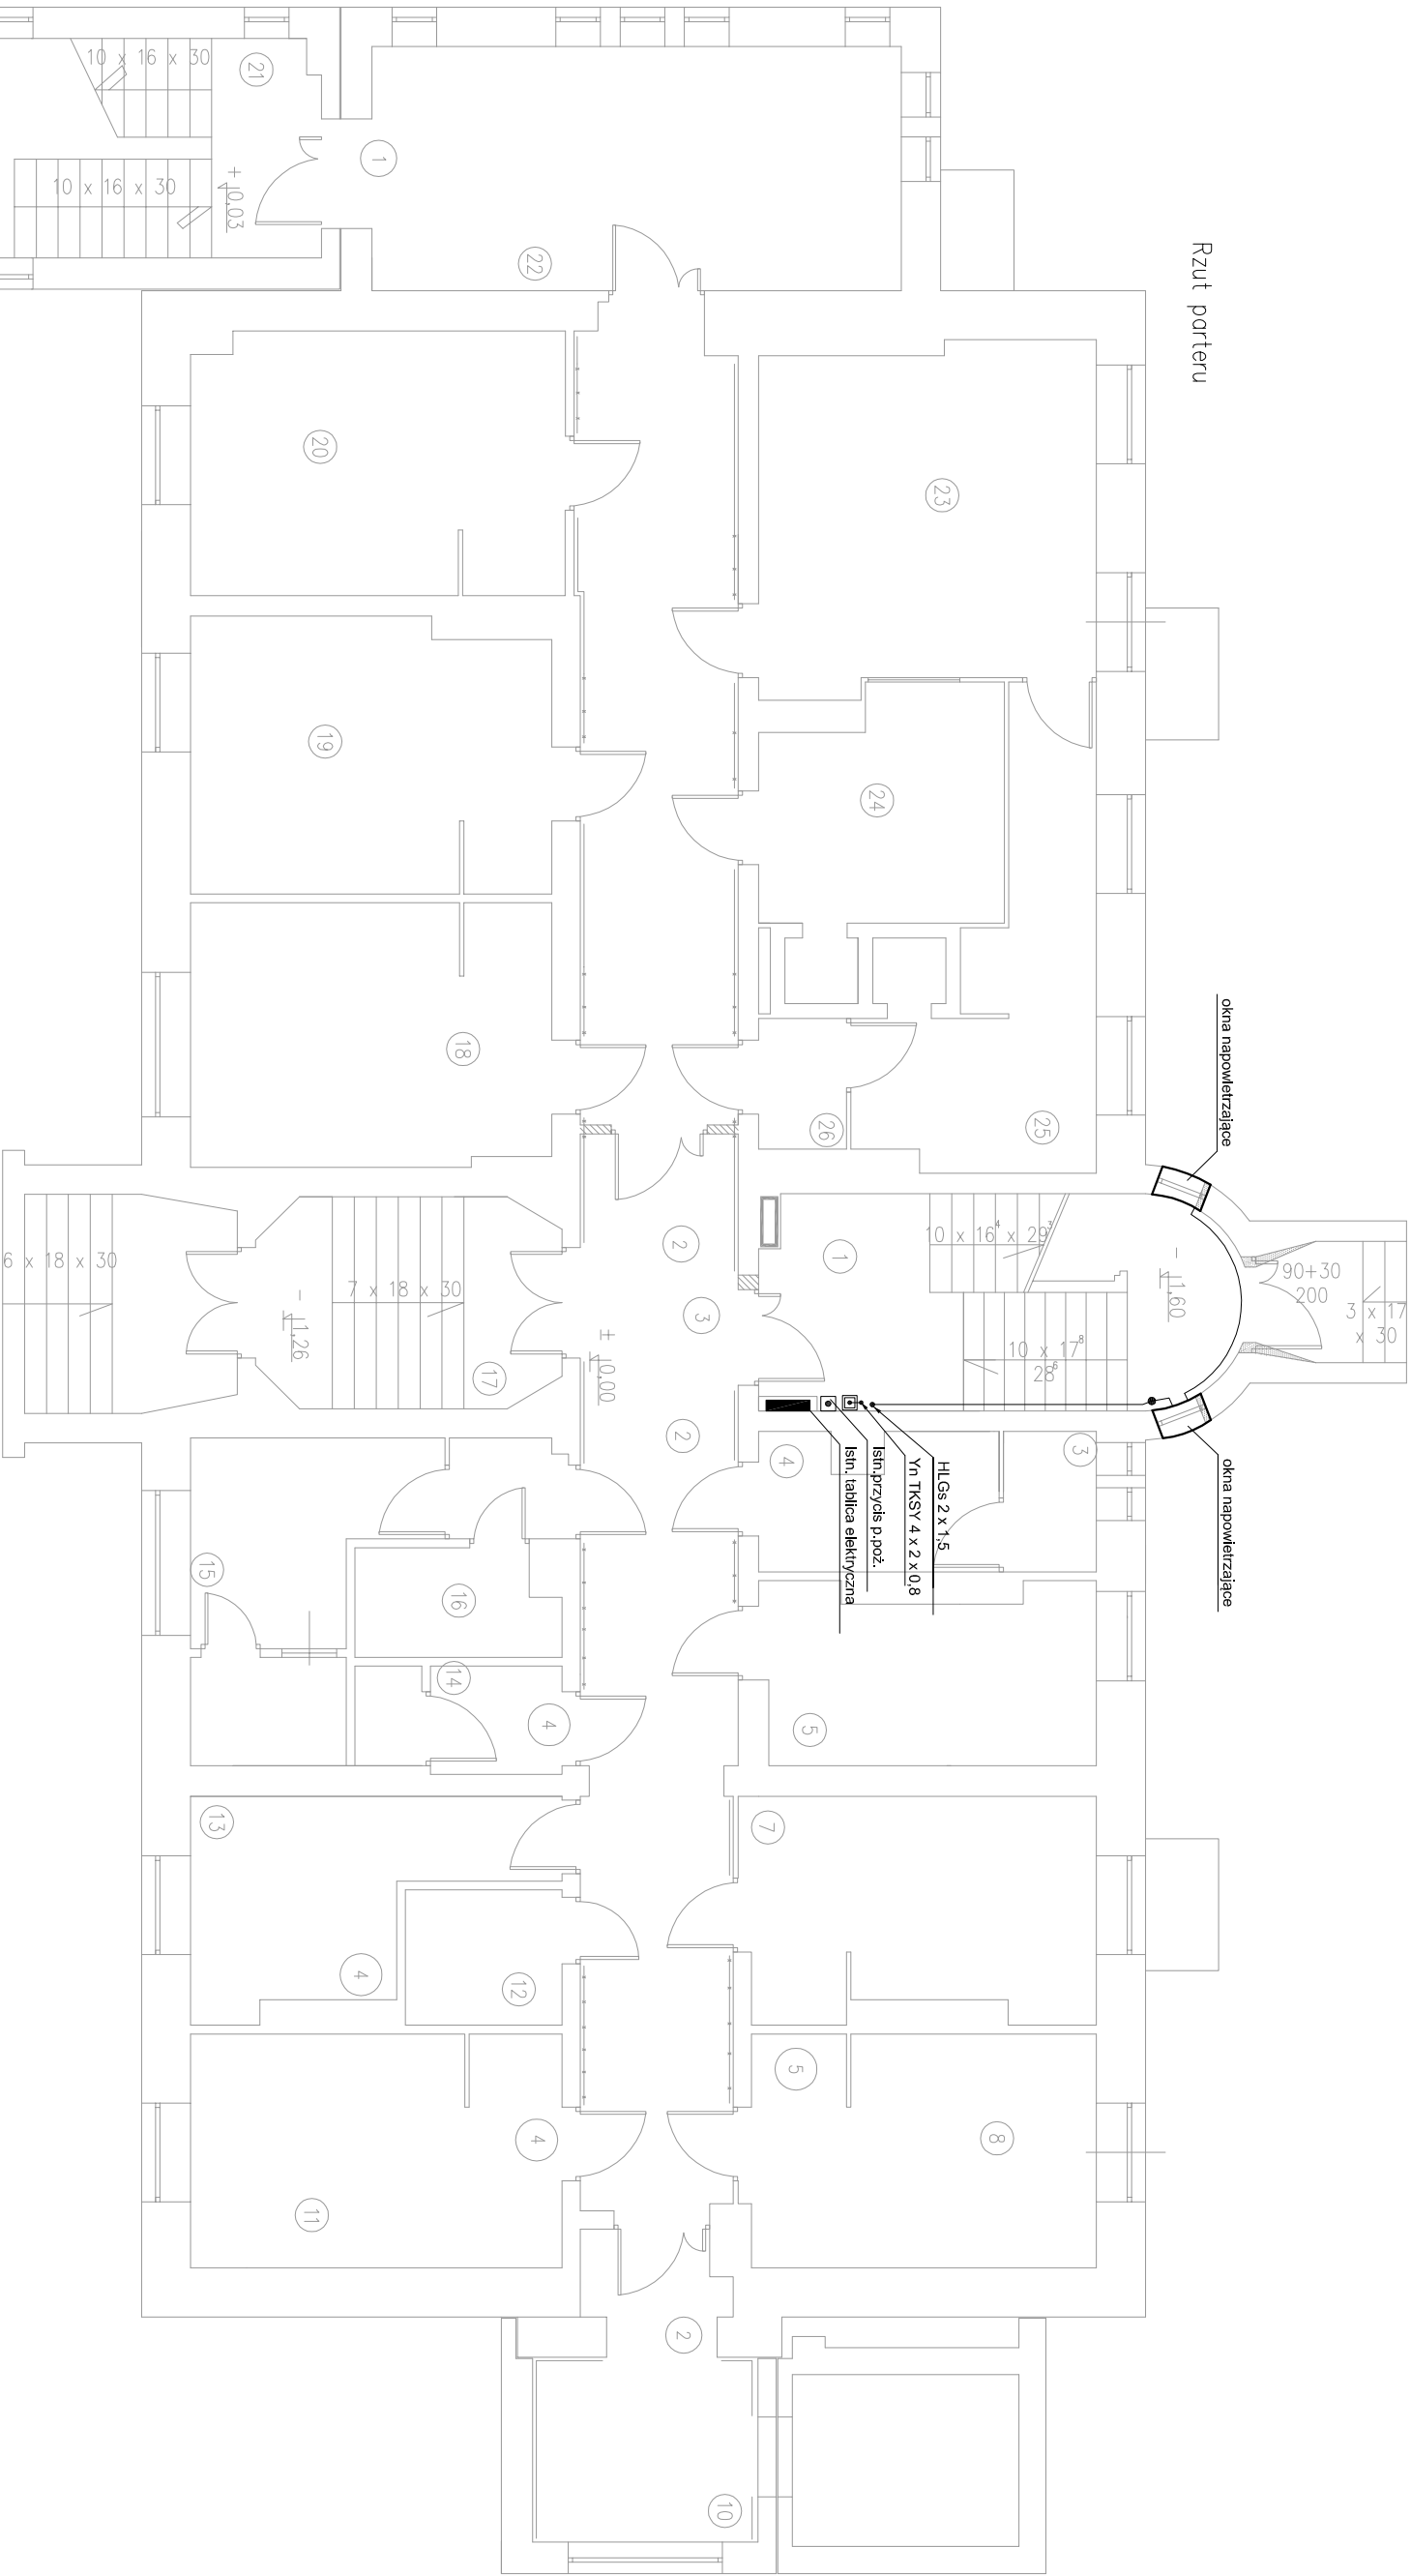 Rzut parteru
10 x 16 x 30
21
10 x 16 x 30
+ 0,03
1
22
20
23
19
24
18
25
26
okna napowietrzające
2
1
10 x 16⁴ x 29³
- 1,60
90+30
200
3 x 17
x 30
3
10 x 17⁸
28⁶
6 x 18 x 30
- 1,26
7 x 18 x 30
17
± 0,00
2
4
3
okna napowietrzające
HLGs 2 x 1,5
Yn TKSY 4 x 2 x 0,8
Istn.przycis p.poż.
Istn. tablica elektryczna
15
16
14
4
5
13
7
4
12
5
4
8
11
2
10